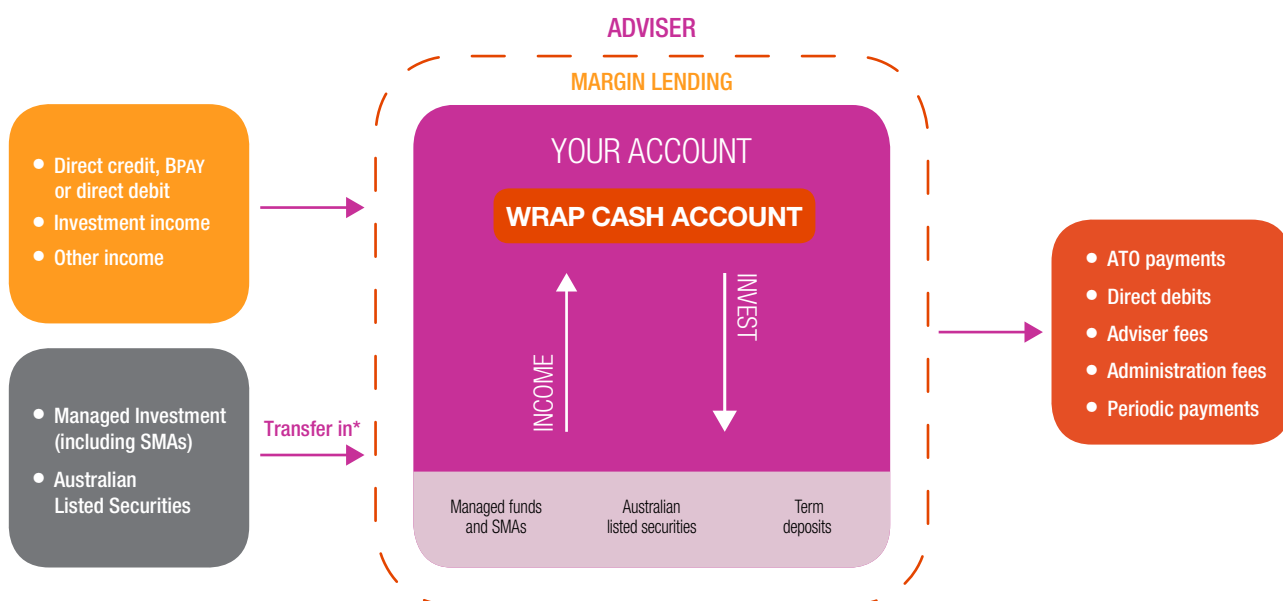 ADVISER
MARGIN LENDING
• Direct credit, BPAY
or direct debit
• Investment income
• Other income
• Managed Investment
(including SMAs)
• Australian
Listed Securities
Transfer in*
YOUR ACCOUNT
WRAP CASH ACCOUNT
INCOME
INVEST
Managed funds
and SMAs
Australian
listed securities
Term
deposits
• ATO payments
• Direct debits
• Adviser fees
• Administration fees
• Periodic payments